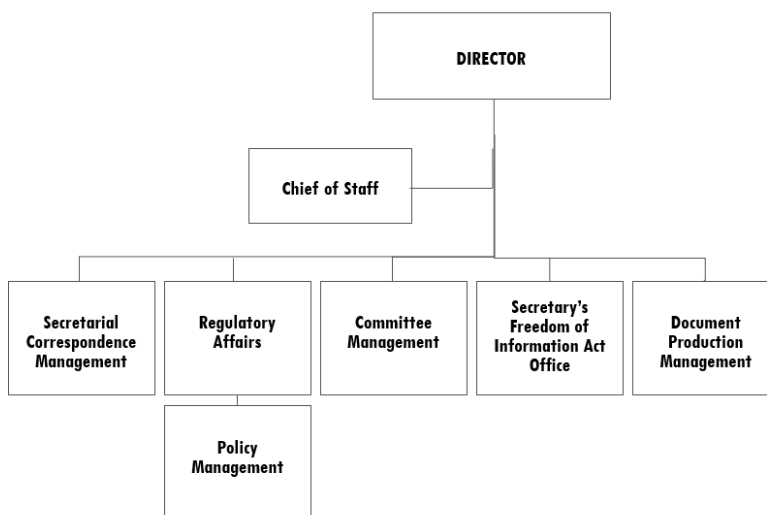 DIRECTOR
Chief of Staff
Secretarial
Correspondence
Management
Regulatory
Affairs
Committee
Management
Secretary’s
Freedom of
Information Act
Office
Document
Production
Management
Policy
Management